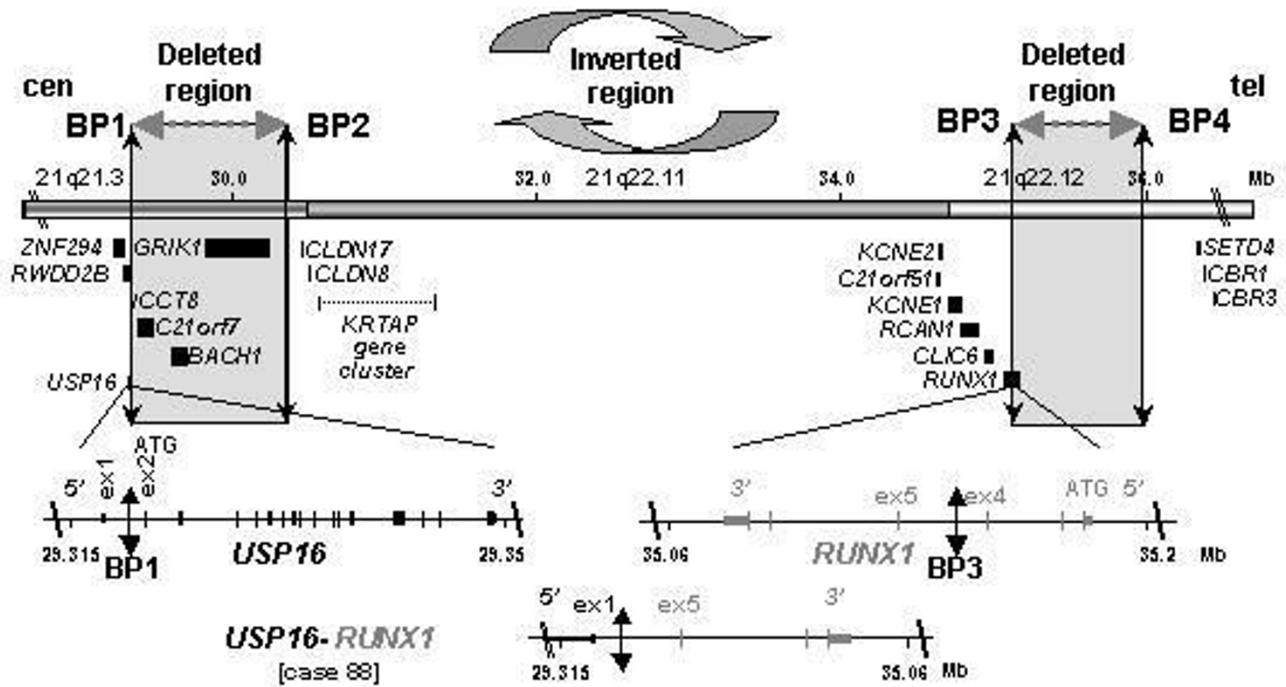 Deleted
region
Inverted
region
Deleted
region
cen
tel
BP1
BP2
BP3
BP4
21q21.3
30.0
32.0
21q22.11
34.0
21q22.12
36.0
Mb
ZNF294
GRIK1
CLDN17
KCNE2
SETD4
RWDD2B
CLDN8
C21orf51
CBR1
CCT8
KCNE1
CBR3
C21orf7
KRTAP
gene
cluster
RCAN1
BACH1
CLIC6
USP16
RUNX1
ATG
5'
ex1
ex2
3'
3'
ex5
ex4
ATG
5'
29.315
BP1
USP16
29.35
35.06
RUNX1
BP3
35.2
Mb
5'
ex1
ex5
3'
USP16-RUNX1
[case 88]
29.315
35.06
Mb